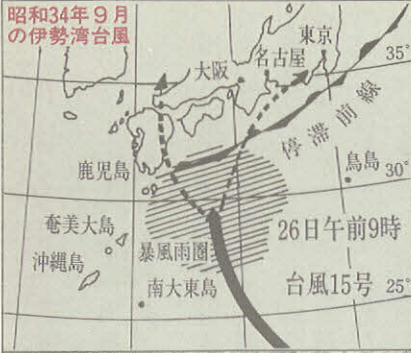 昭和34年９月
の伊勢湾台風
東京
名古屋
大阪
35°
停滞前線
鹿児島
鳥島
30°
奄美大島
26日午前9時
沖縄島
暴風雨圏
台風15号
南大東島
25°